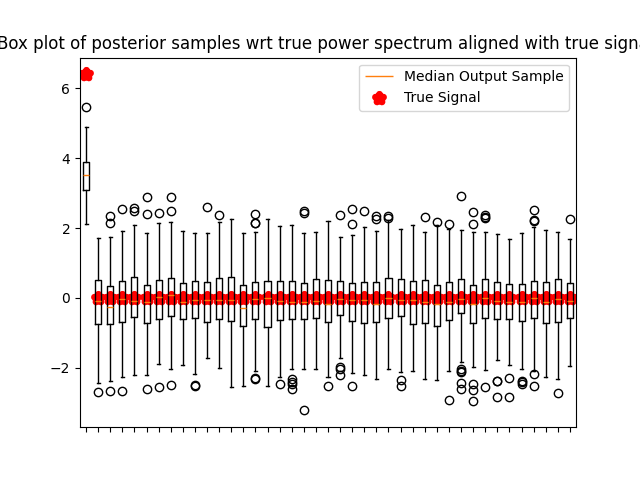 Box plot of posterior samples wrt true power spectrum aligned with true
Median Output Sample
True Signal
6
4
2
0
−2